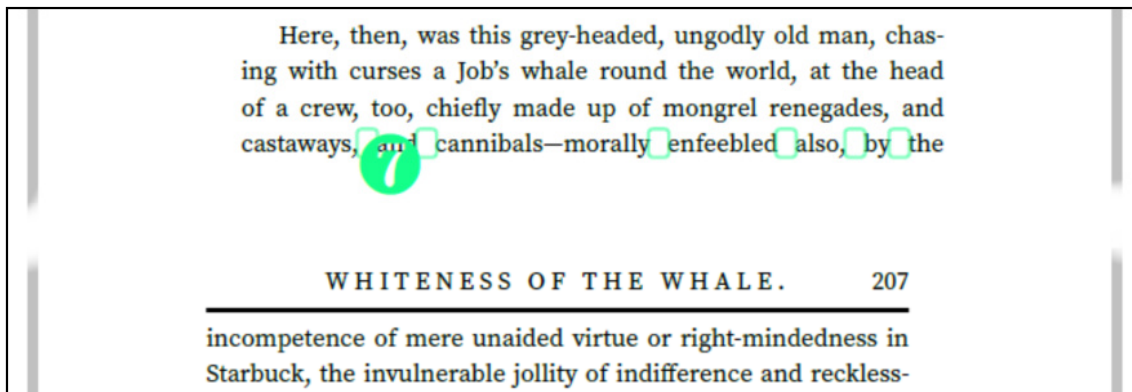 Here, then, was this grey-headed, ungodly old man, chas-
ing with curses a Job’s whale round the world, at the head
of a crew, too, chiefly made up of mongrel renegades, and
castaways, and cannibals—morally enfeebled also, by the
7
WHITENESS OF THE WHALE. 207
incompetence of mere unaided virtue or right-mindedness in
Starbuck, the invulnerable jollity of indifference and reckless-